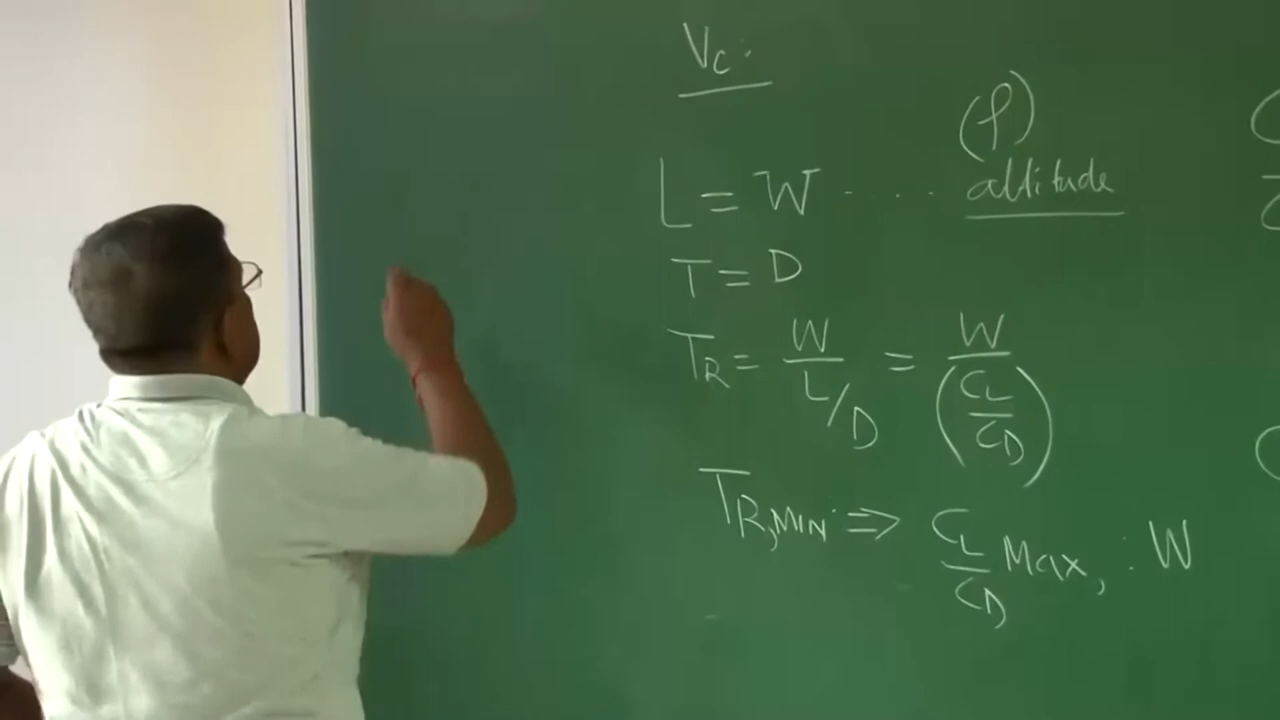 Vc:
(ρ)
L = W - . . . altitude
T = D
TR = W / L/D = W / (CL / CD)
TR,MIN ⇒ CL / CD Max, : W